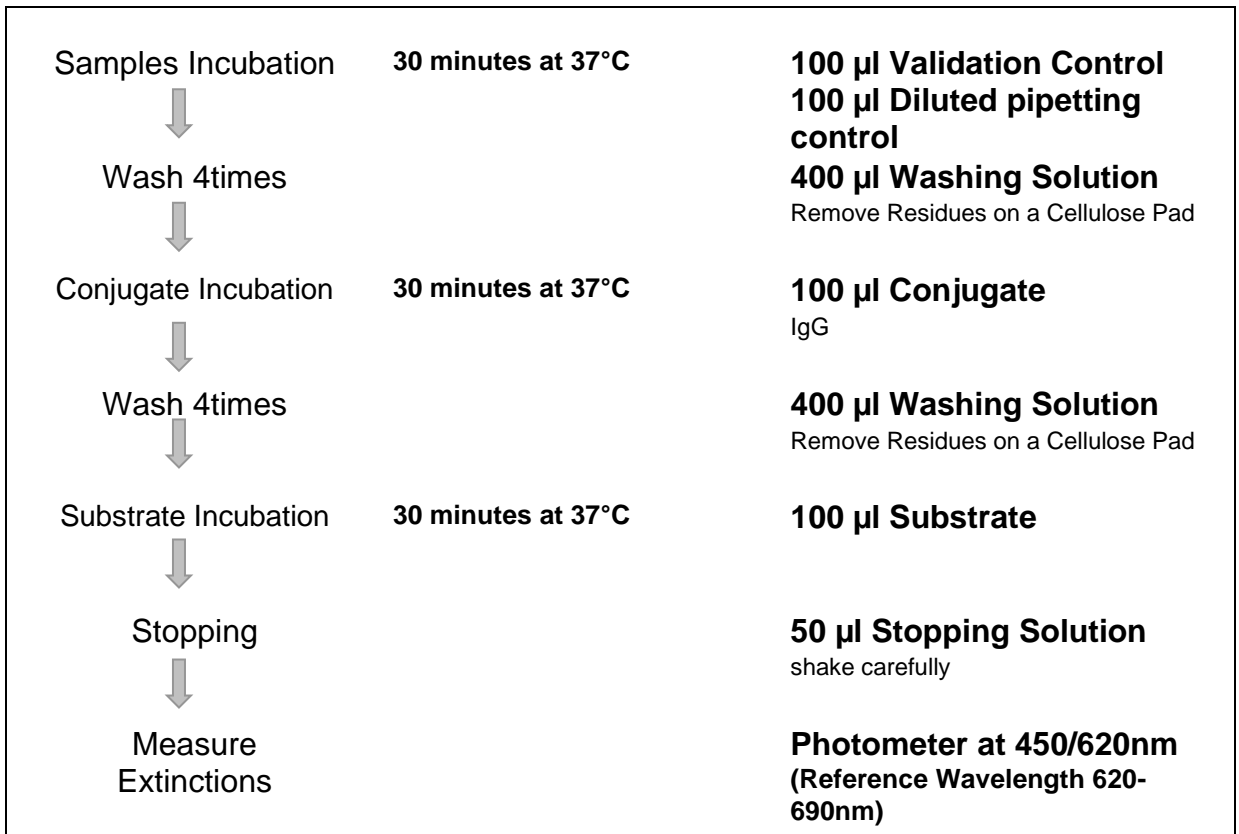 Samples Incubation 30 minutes at 37°C 100 µl Validation Control
100 µl Diluted pipetting
control
Wash 4times 400 µl Washing Solution
Remove Residues on a Cellulose Pad
Conjugate Incubation 30 minutes at 37°C 100 µl Conjugate
IgG
Wash 4times 400 µl Washing Solution
Remove Residues on a Cellulose Pad
Substrate Incubation 30 minutes at 37°C 100 µl Substrate
Stopping 50 µl Stopping Solution
shake carefully
Measure Photometer at 450/620nm
Extinctions (Reference Wavelength 620-
690nm)